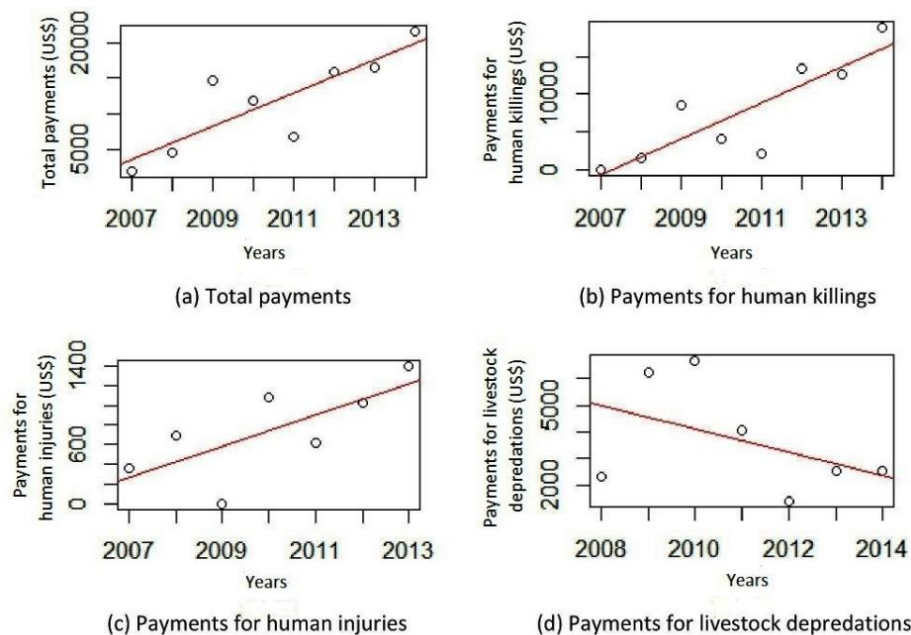 Total payments (US$)
5000
20000
2007
2009
2011
2013
Years
(a) Total payments
Payments for
human killings (US$)
0
10000
2007
2009
2011
2013
Years
(b) Payments for human killings
Payments for
human injuries (US$)
0
600
1400
2007
2009
2011
2013
Years
(c) Payments for human injuries
Payments for livestock
depredations (US$)
2000
5000
2008
2010
2012
2014
Years
(d) Payments for livestock depredations